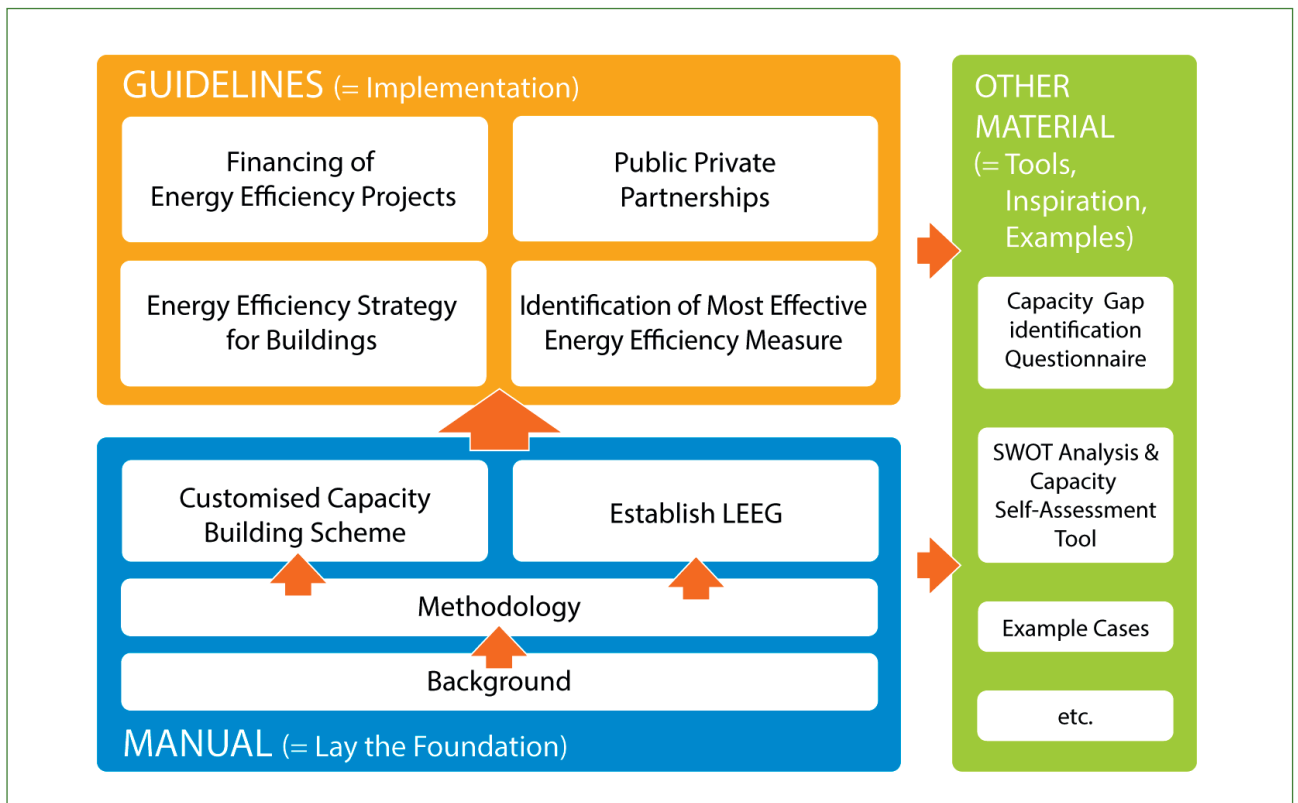 GUIDELINES (= Implementation)
Financing of
Energy Efficiency Projects
Public Private
Partnerships
Energy Efficiency Strategy
for Buildings
Identification of Most Effective
Energy Efficiency Measure
Customised Capacity
Building Scheme
Establish LEEG
Methodology
Background
MANUAL (= Lay the Foundation)
OTHER
MATERIAL
(= Tools,
Inspiration,
Examples)
Capacity Gap
identification
Questionnaire
SWOT Analysis &
Capacity
Self-Assessment
Tool
Example Cases
etc.